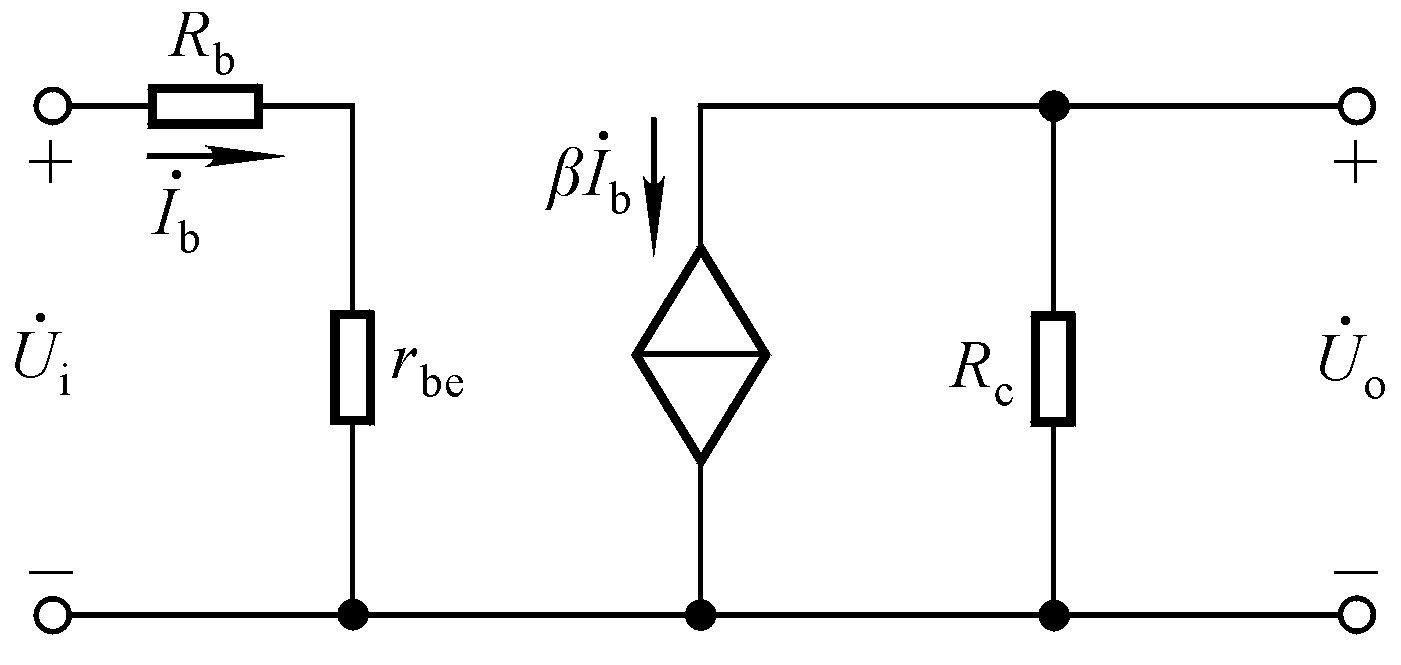 R_b
+
İ_b
βİ_b
+
U̇_i
r_be
R_c
U̇_o
−
−